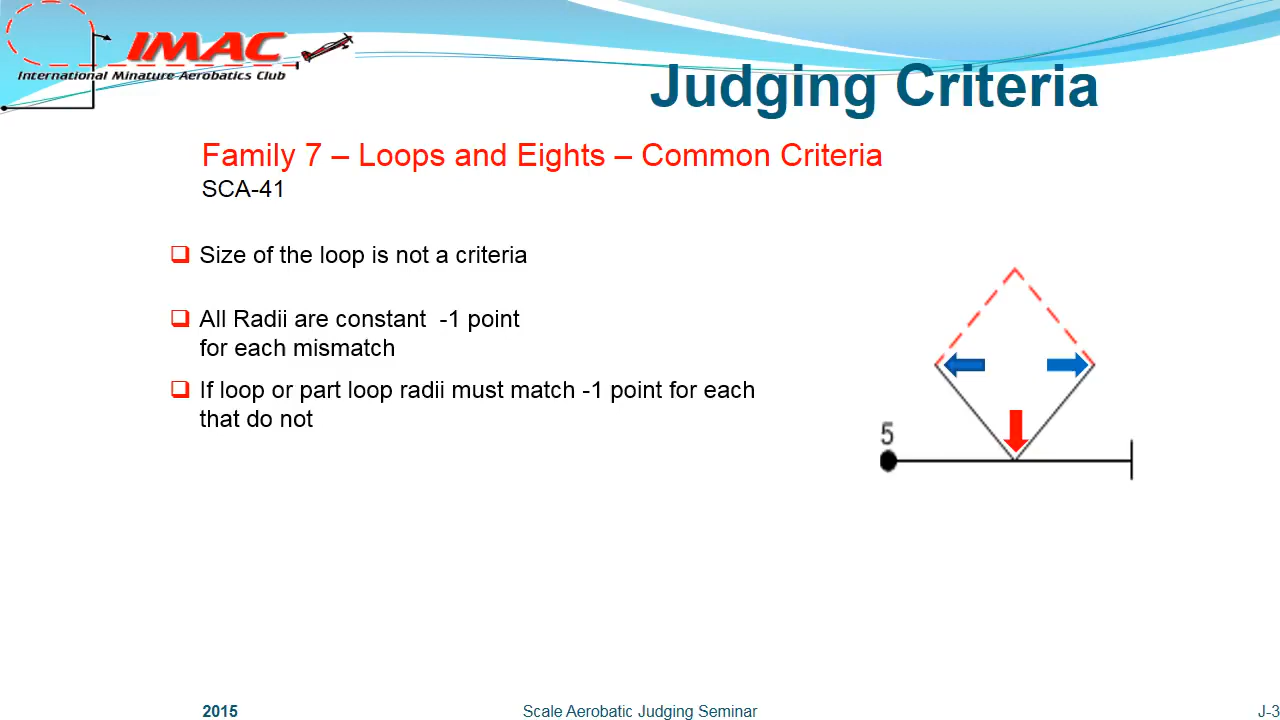 IMAC
International Minature Aerobatics Club
Judging Criteria
Family 7 – Loops and Eights – Common Criteria
SCA-41
Size of the loop is not a criteria
All Radii are constant -1 point
for each mismatch
If loop or part loop radii must match -1 point for each
that do not
5
2015
Scale Aerobatic Judging Seminar
J-3